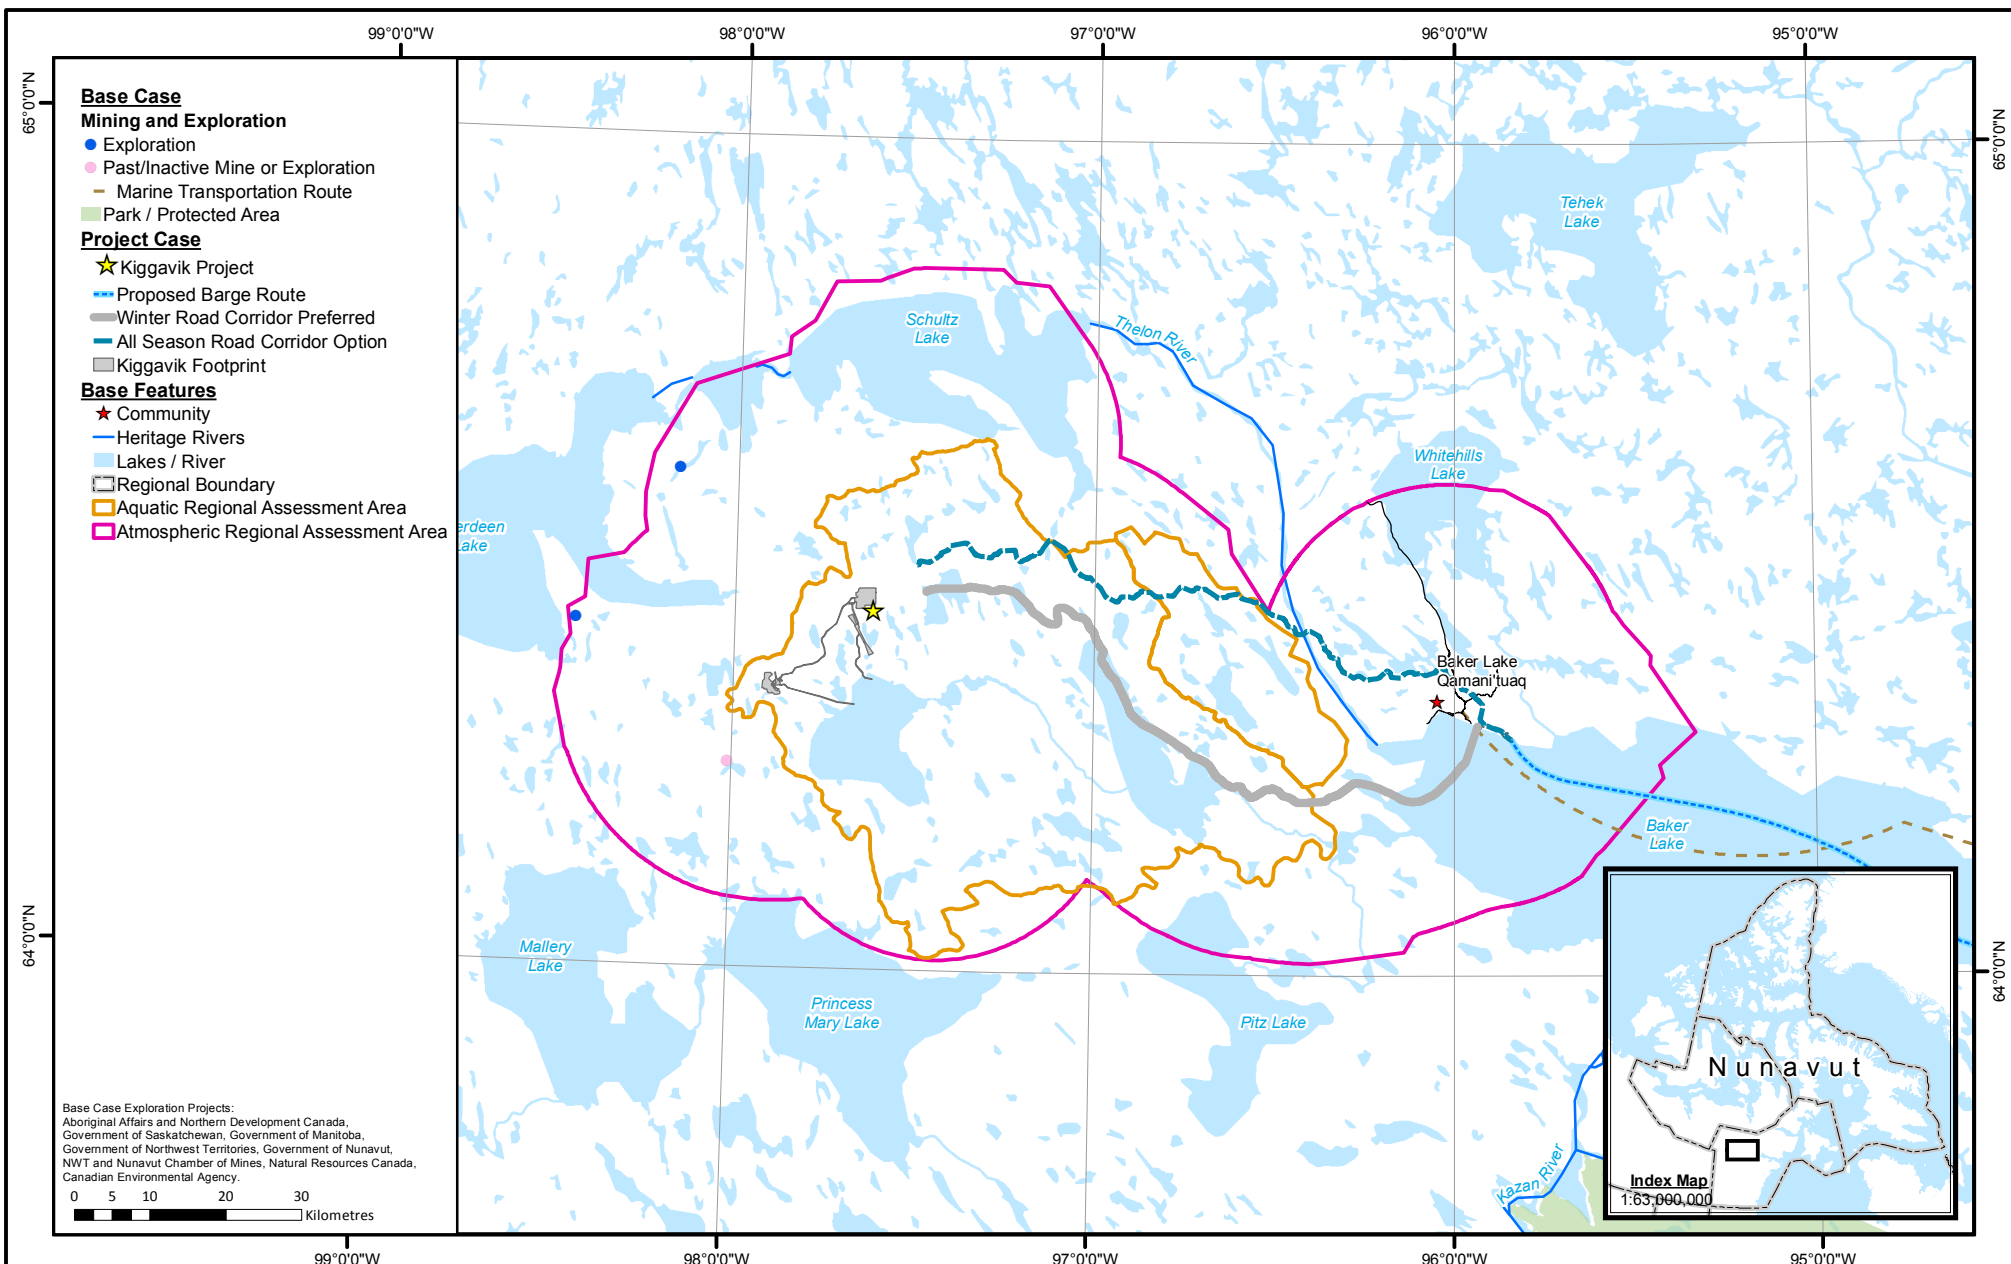 99°0'0"W
98°0'0"W
97°0'0"W
96°0'0"W
95°0'0"W
65°0'0"N
65°0'0"N
Base Case
Mining and Exploration
Exploration
Past/Inactive Mine or Exploration
Marine Transportation Route
Park / Protected Area
Project Case
Kiggavik Project
Proposed Barge Route
Winter Road Corridor Preferred
All Season Road Corridor Option
Kiggavik Footprint
Base Features
Community
Heritage Rivers
Lakes / River
Regional Boundary
Aquatic Regional Assessment Area
Atmospheric Regional Assessment Area
Tehek
Lake
Schultz
Lake
Thelon River
Whitehills
Lake
erdeen
Lake
Baker Lake
Qamani'tuaq
Baker
Lake
Mallery
Lake
Princess
Mary Lake
Pitz Lake
Kazan River
64°0'0"N
64°0'0"N
Nunavut
Index Map
1:63,000,000
Base Case Exploration Projects:
Aboriginal Affairs and Northern Development Canada,
Government of Saskatchewan, Government of Manitoba,
Government of Northwest Territories, Government of Nunavut,
NWT and Nunavut Chamber of Mines, Natural Resources Canada,
Canadian Environmental Agency.
0 5 10 20 30
Kilometres
99°0'0"W
98°0'0"W
97°0'0"W
96°0'0"W
95°0'0"W